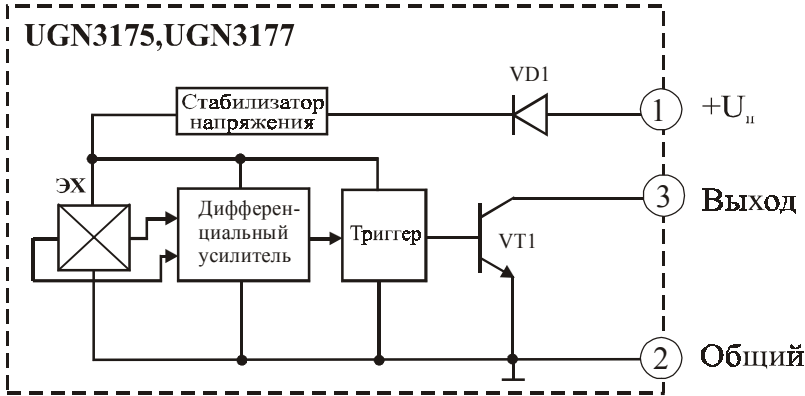 UGN3175,UGN3177
VD1
Стабилизатор
напряжения
1
+Uп
ЭХ
3
Выход
Дифферен-
циальный
усилитель
Триггер
VT1
2
Общий